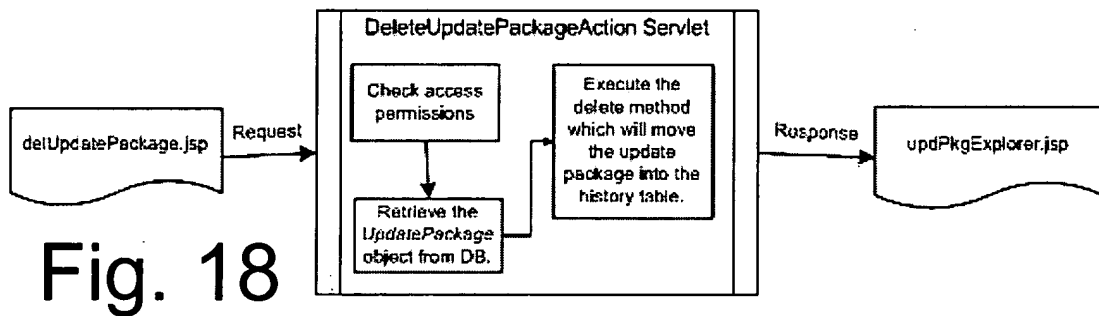 DeleteUpdatePackageAction Servlet
delUpdatePackage.jsp
Request
Check access
permissions
Retrieve the
UpdatePackage
object from DB.
Execute the
delete method
which will move
the update
package into the
history table.
Response
updPkgExplorer.jsp
Fig. 18